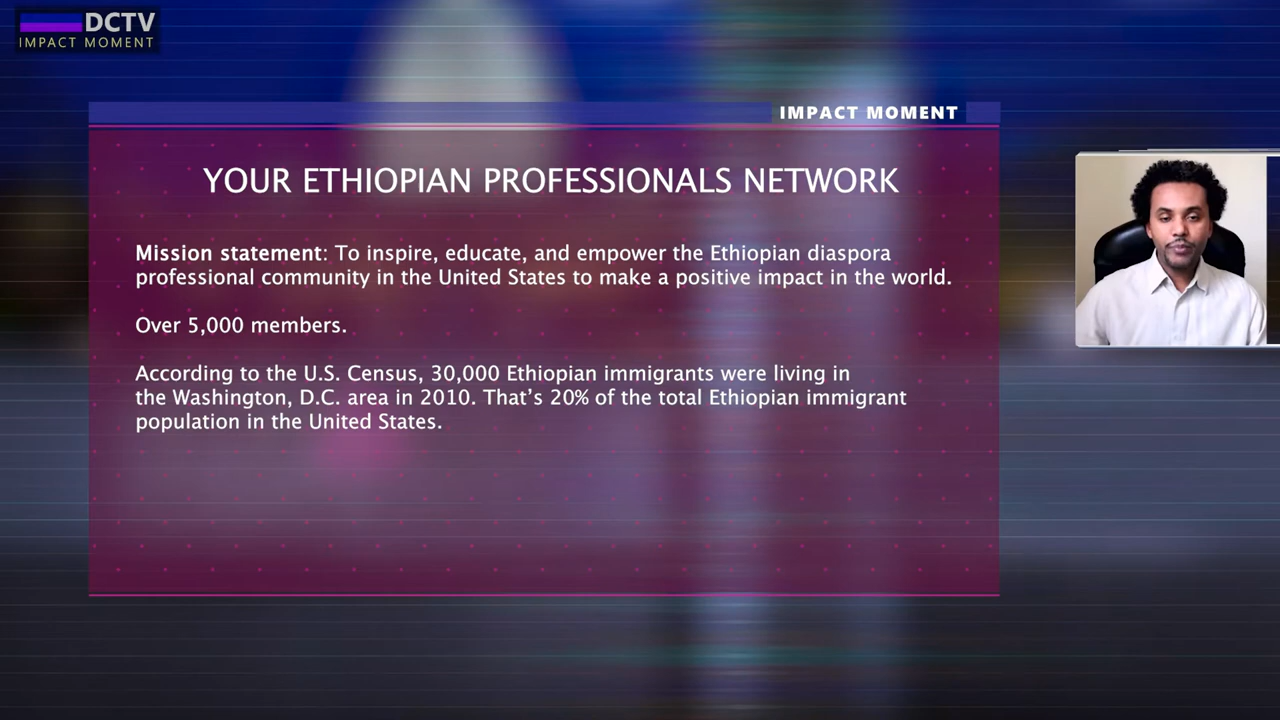 DCTV
IMPACT MOMENT
IMPACT MOMENT
YOUR ETHIOPIAN PROFESSIONALS NETWORK
Mission statement: To inspire, educate, and empower the Ethiopian diaspora
professional community in the United States to make a positive impact in the world.
Over 5,000 members.
According to the U.S. Census, 30,000 Ethiopian immigrants were living in
the Washington, D.C. area in 2010. That’s 20% of the total Ethiopian immigrant
population in the United States.